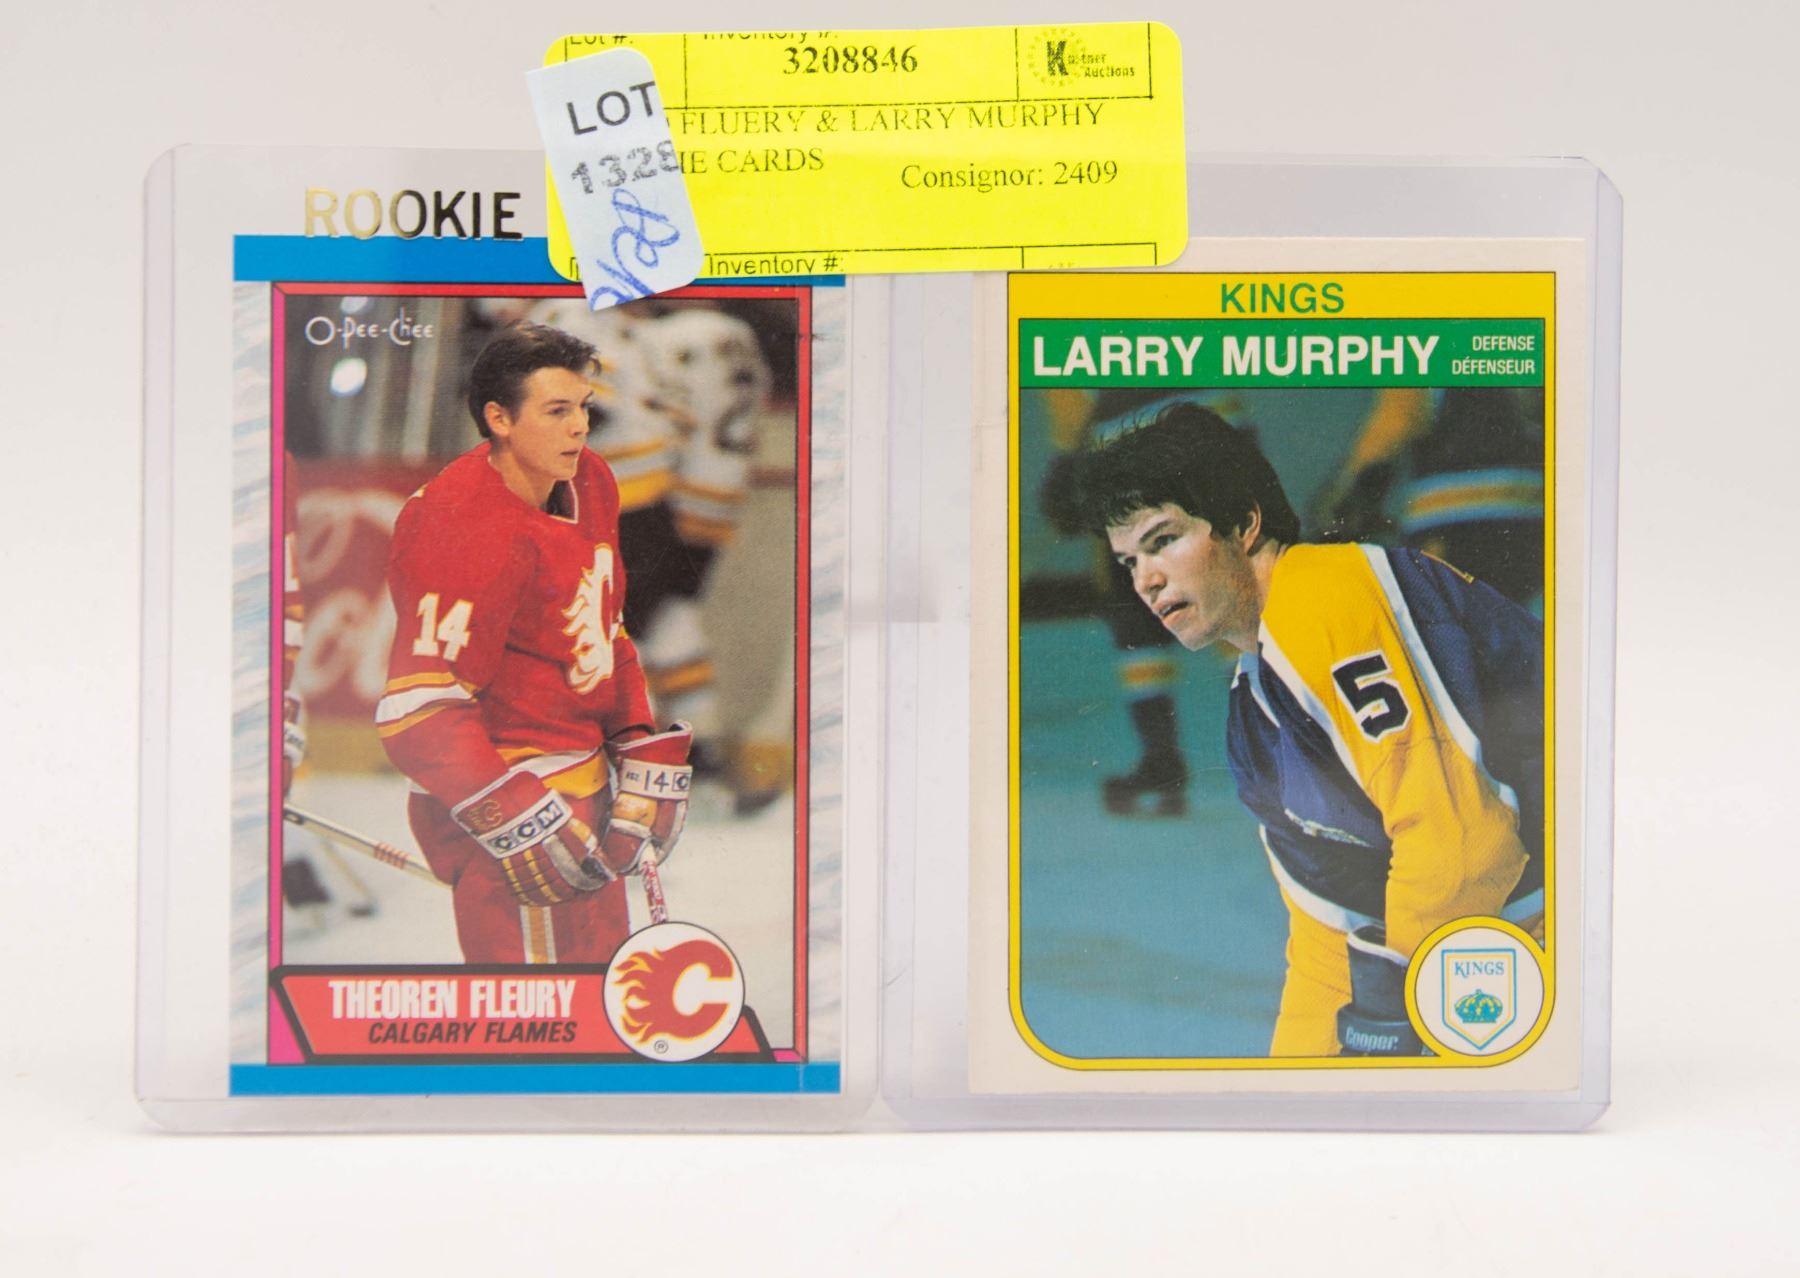 Lot #: Inventory #:
3208846
Kastner Auctions
LOT
1328
FLUERY & LARRY MURPHY
IE CARDS
Consignor: 2409
Inventory #:
ROOKIE
O-Pee-Chee
14
14
CCM
THEOREN FLEURY
CALGARY FLAMES
®
KINGS
LARRY MURPHY
DEFENSE
DÉFENSEUR
5
KINGS
Cooper